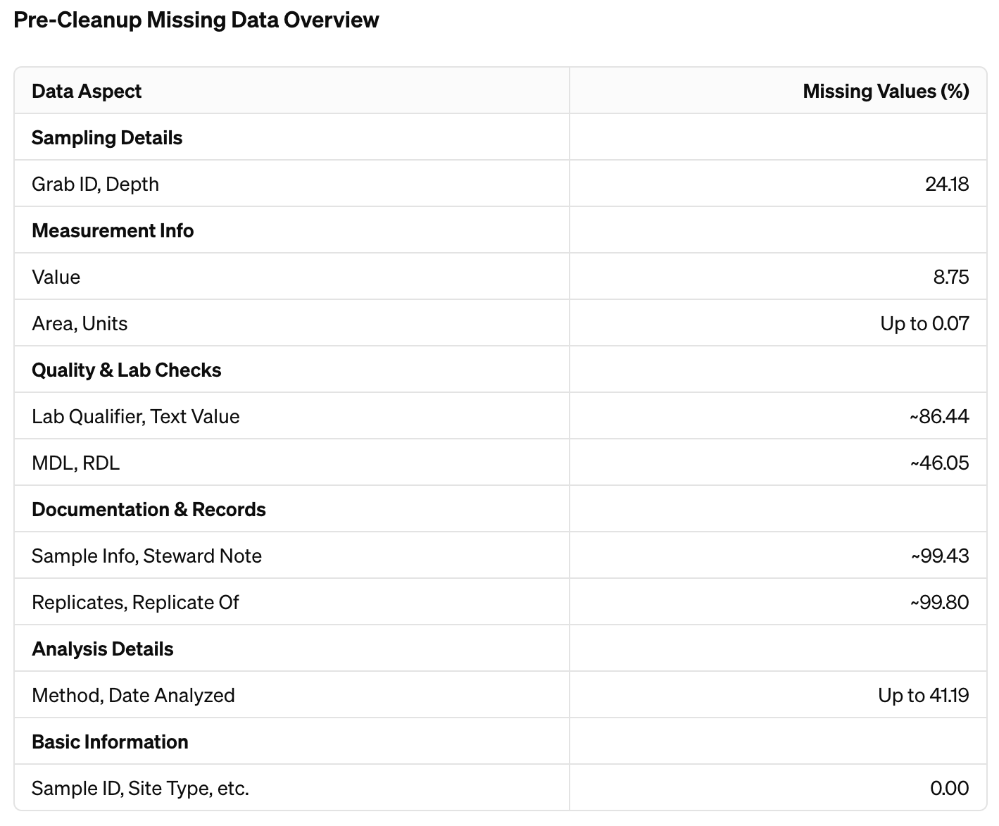 Pre-Cleanup Missing Data Overview
Data Aspect Missing Values (%)
Sampling Details
Grab ID, Depth 24.18
Measurement Info
Value 8.75
Area, Units Up to 0.07
Quality & Lab Checks
Lab Qualifier, Text Value ~86.44
MDL, RDL ~46.05
Documentation & Records
Sample Info, Steward Note ~99.43
Replicates, Replicate Of ~99.80
Analysis Details
Method, Date Analyzed Up to 41.19
Basic Information
Sample ID, Site Type, etc. 0.00